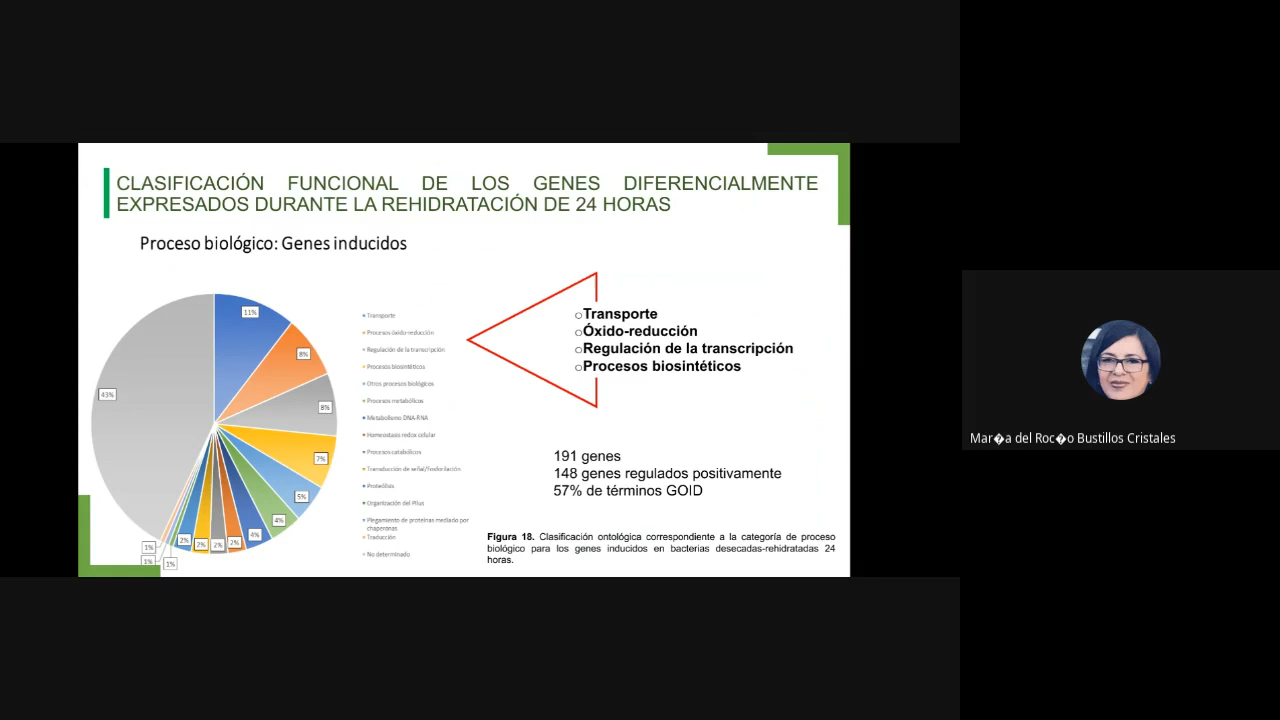 CLASIFICACIÓN FUNCIONAL DE LOS GENES DIFERENCIALMENTE
EXPRESADOS DURANTE LA REHIDRATACIÓN DE 24 HORAS
Proceso biológico: Genes inducidos
11%
8%
8%
7%
5%
4%
4%
2%
2%
2%
2%
1%
1%
1%
43%
Transporte
Procesos óxido-reducción
Regulación de la transcripción
Procesos biosintéticos
Otros procesos biológicos
Procesos metabólicos
Metabolismo DNA-RNA
Homeostasis redox celular
Procesos catabólicos
Transducción de señal/fosforilación
Proteólisis
Organización del Pilus
Plegamiento de proteínas mediado por
chaperonas
Traducción
No determinado
Transporte
Óxido-reducción
Regulación de la transcripción
Procesos biosintéticos
191 genes
148 genes regulados positivamente
57% de términos GOID
Figura 18. Clasificación ontológica correspondiente a la categoría de proceso
biológico para los genes inducidos en bacterias desecadas-rehidratadas 24
horas.
Mar�a del Roc�o Bustillos Cristales